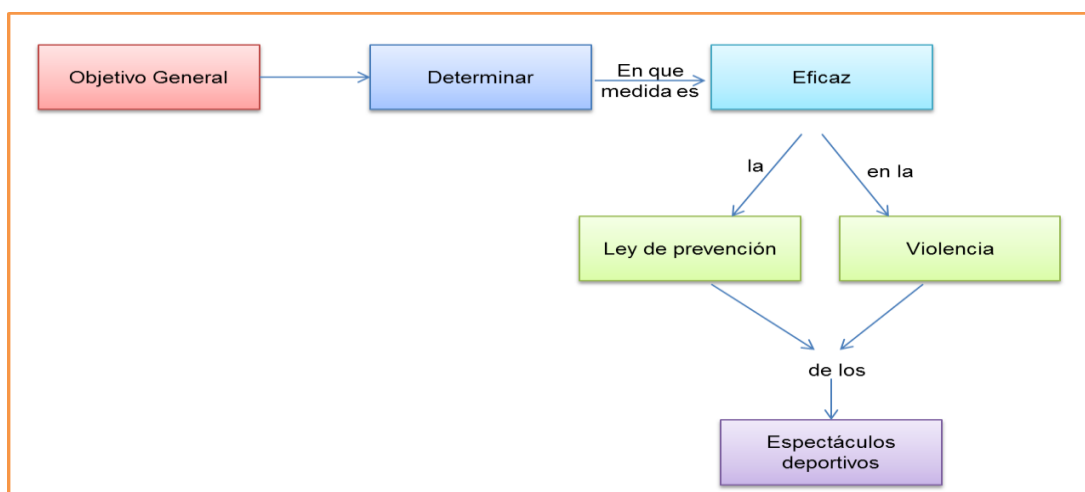 Objetivo General
Determinar
En que
medida es
Eficaz
la
en la
Ley de prevención
Violencia
de los
Espectáculos
deportivos